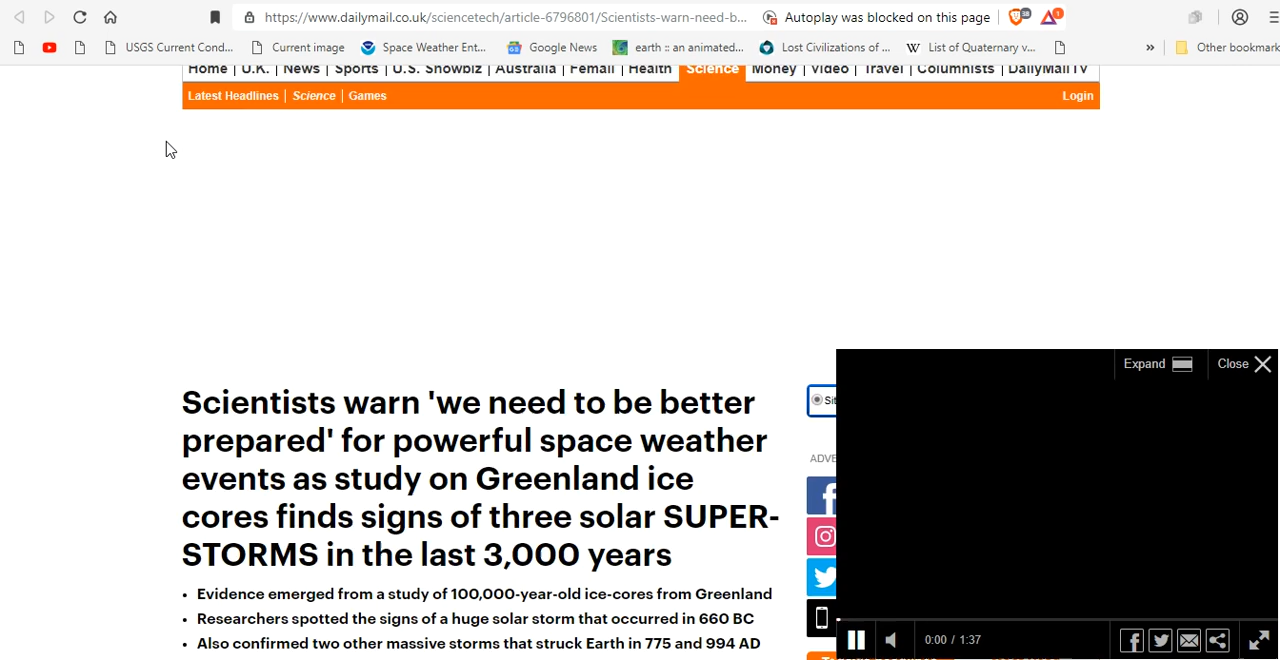 https://www.dailymail.co.uk/sciencetech/article-6796801/Scientists-warn-need-b... Autoplay was blocked on this page 38 1
USGS Current Cond... Current image Space Weather Ent... Google News earth :: an animated... Lost Civilizations of ... W List of Quaternary v... » Other bookmark
Home | U.K. | News | Sports | U.S. Showbiz | Australia | Femail | Health Science Money | Video | Travel | Columnists | DailyMailTV
Latest Headlines | Science | Games Login
Expand Close
Scientists warn 'we need to be better
prepared' for powerful space weather
events as study on Greenland ice
cores finds signs of three solar SUPER-
STORMS in the last 3,000 years
• Evidence emerged from a study of 100,000-year-old ice-cores from Greenland
• Researchers spotted the signs of a huge solar storm that occurred in 660 BC
• Also confirmed two other massive storms that struck Earth in 775 and 994 AD
Sit
ADVE
0:00 / 1:37